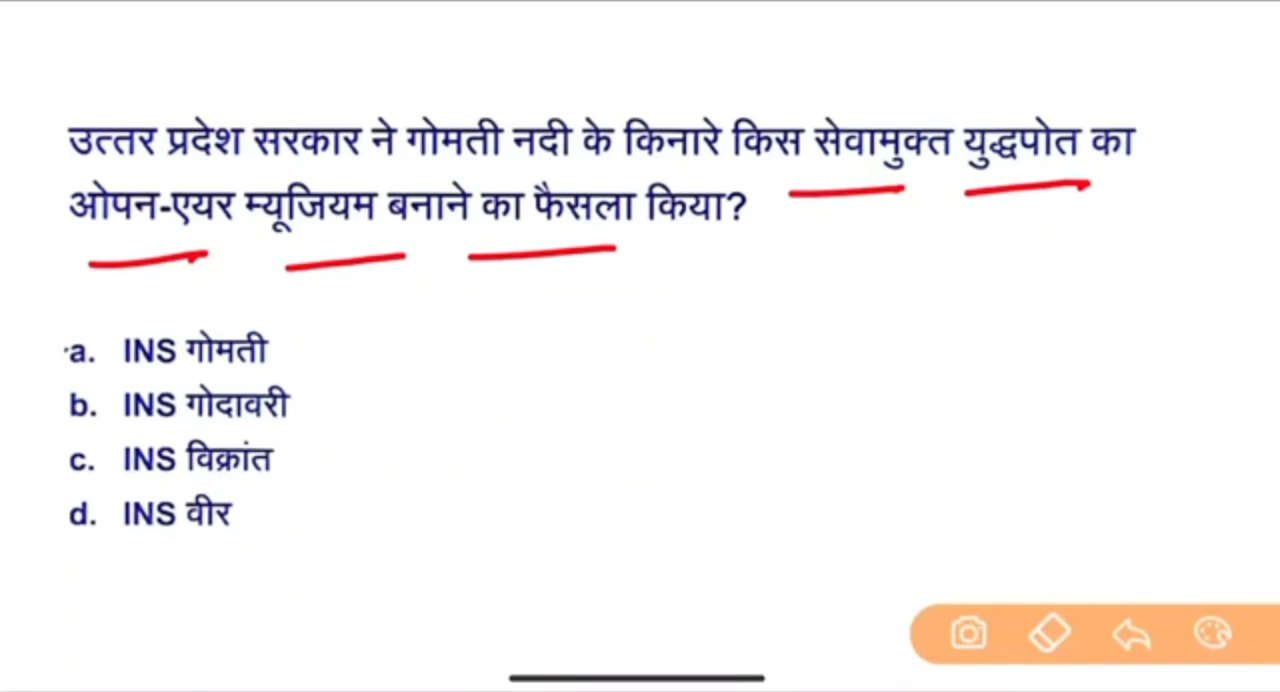 उत्तर प्रदेश सरकार ने गोमती नदी के किनारे किस सेवामुक्त युद्धपोत का
ओपन-एयर म्यूजियम बनाने का फैसला किया?
a. INS गोमती
b. INS गोदावरी
c. INS विक्रांत
d. INS वीर